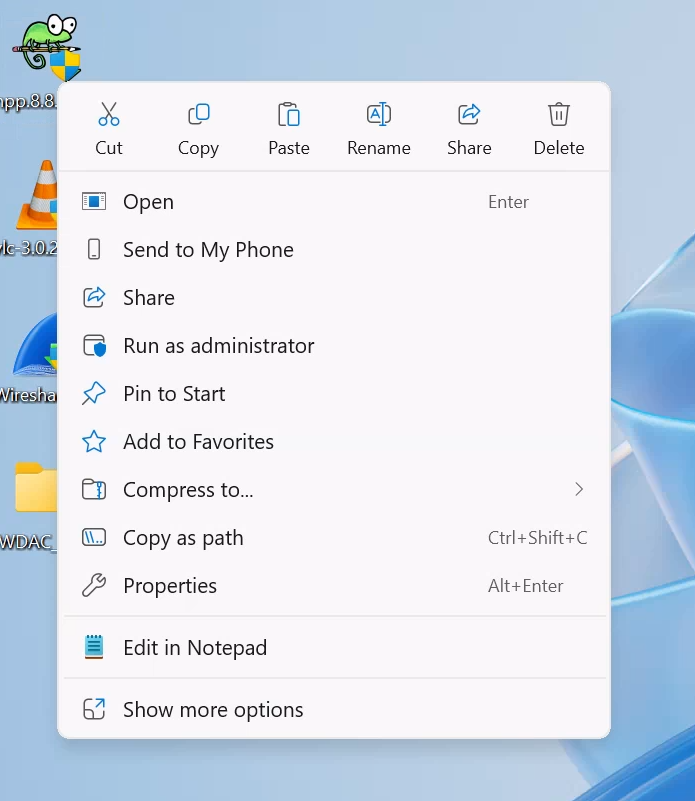 npp.8.8.
Cut Copy Paste Rename Share Delete
Open Enter
Send to My Phone
vlc-3.0.2
Share
Run as administrator
Pin to Start
Wiresha
Add to Favorites
Compress to...
Copy as path Ctrl+Shift+C
WDAC_
Properties Alt+Enter
Edit in Notepad
Show more options